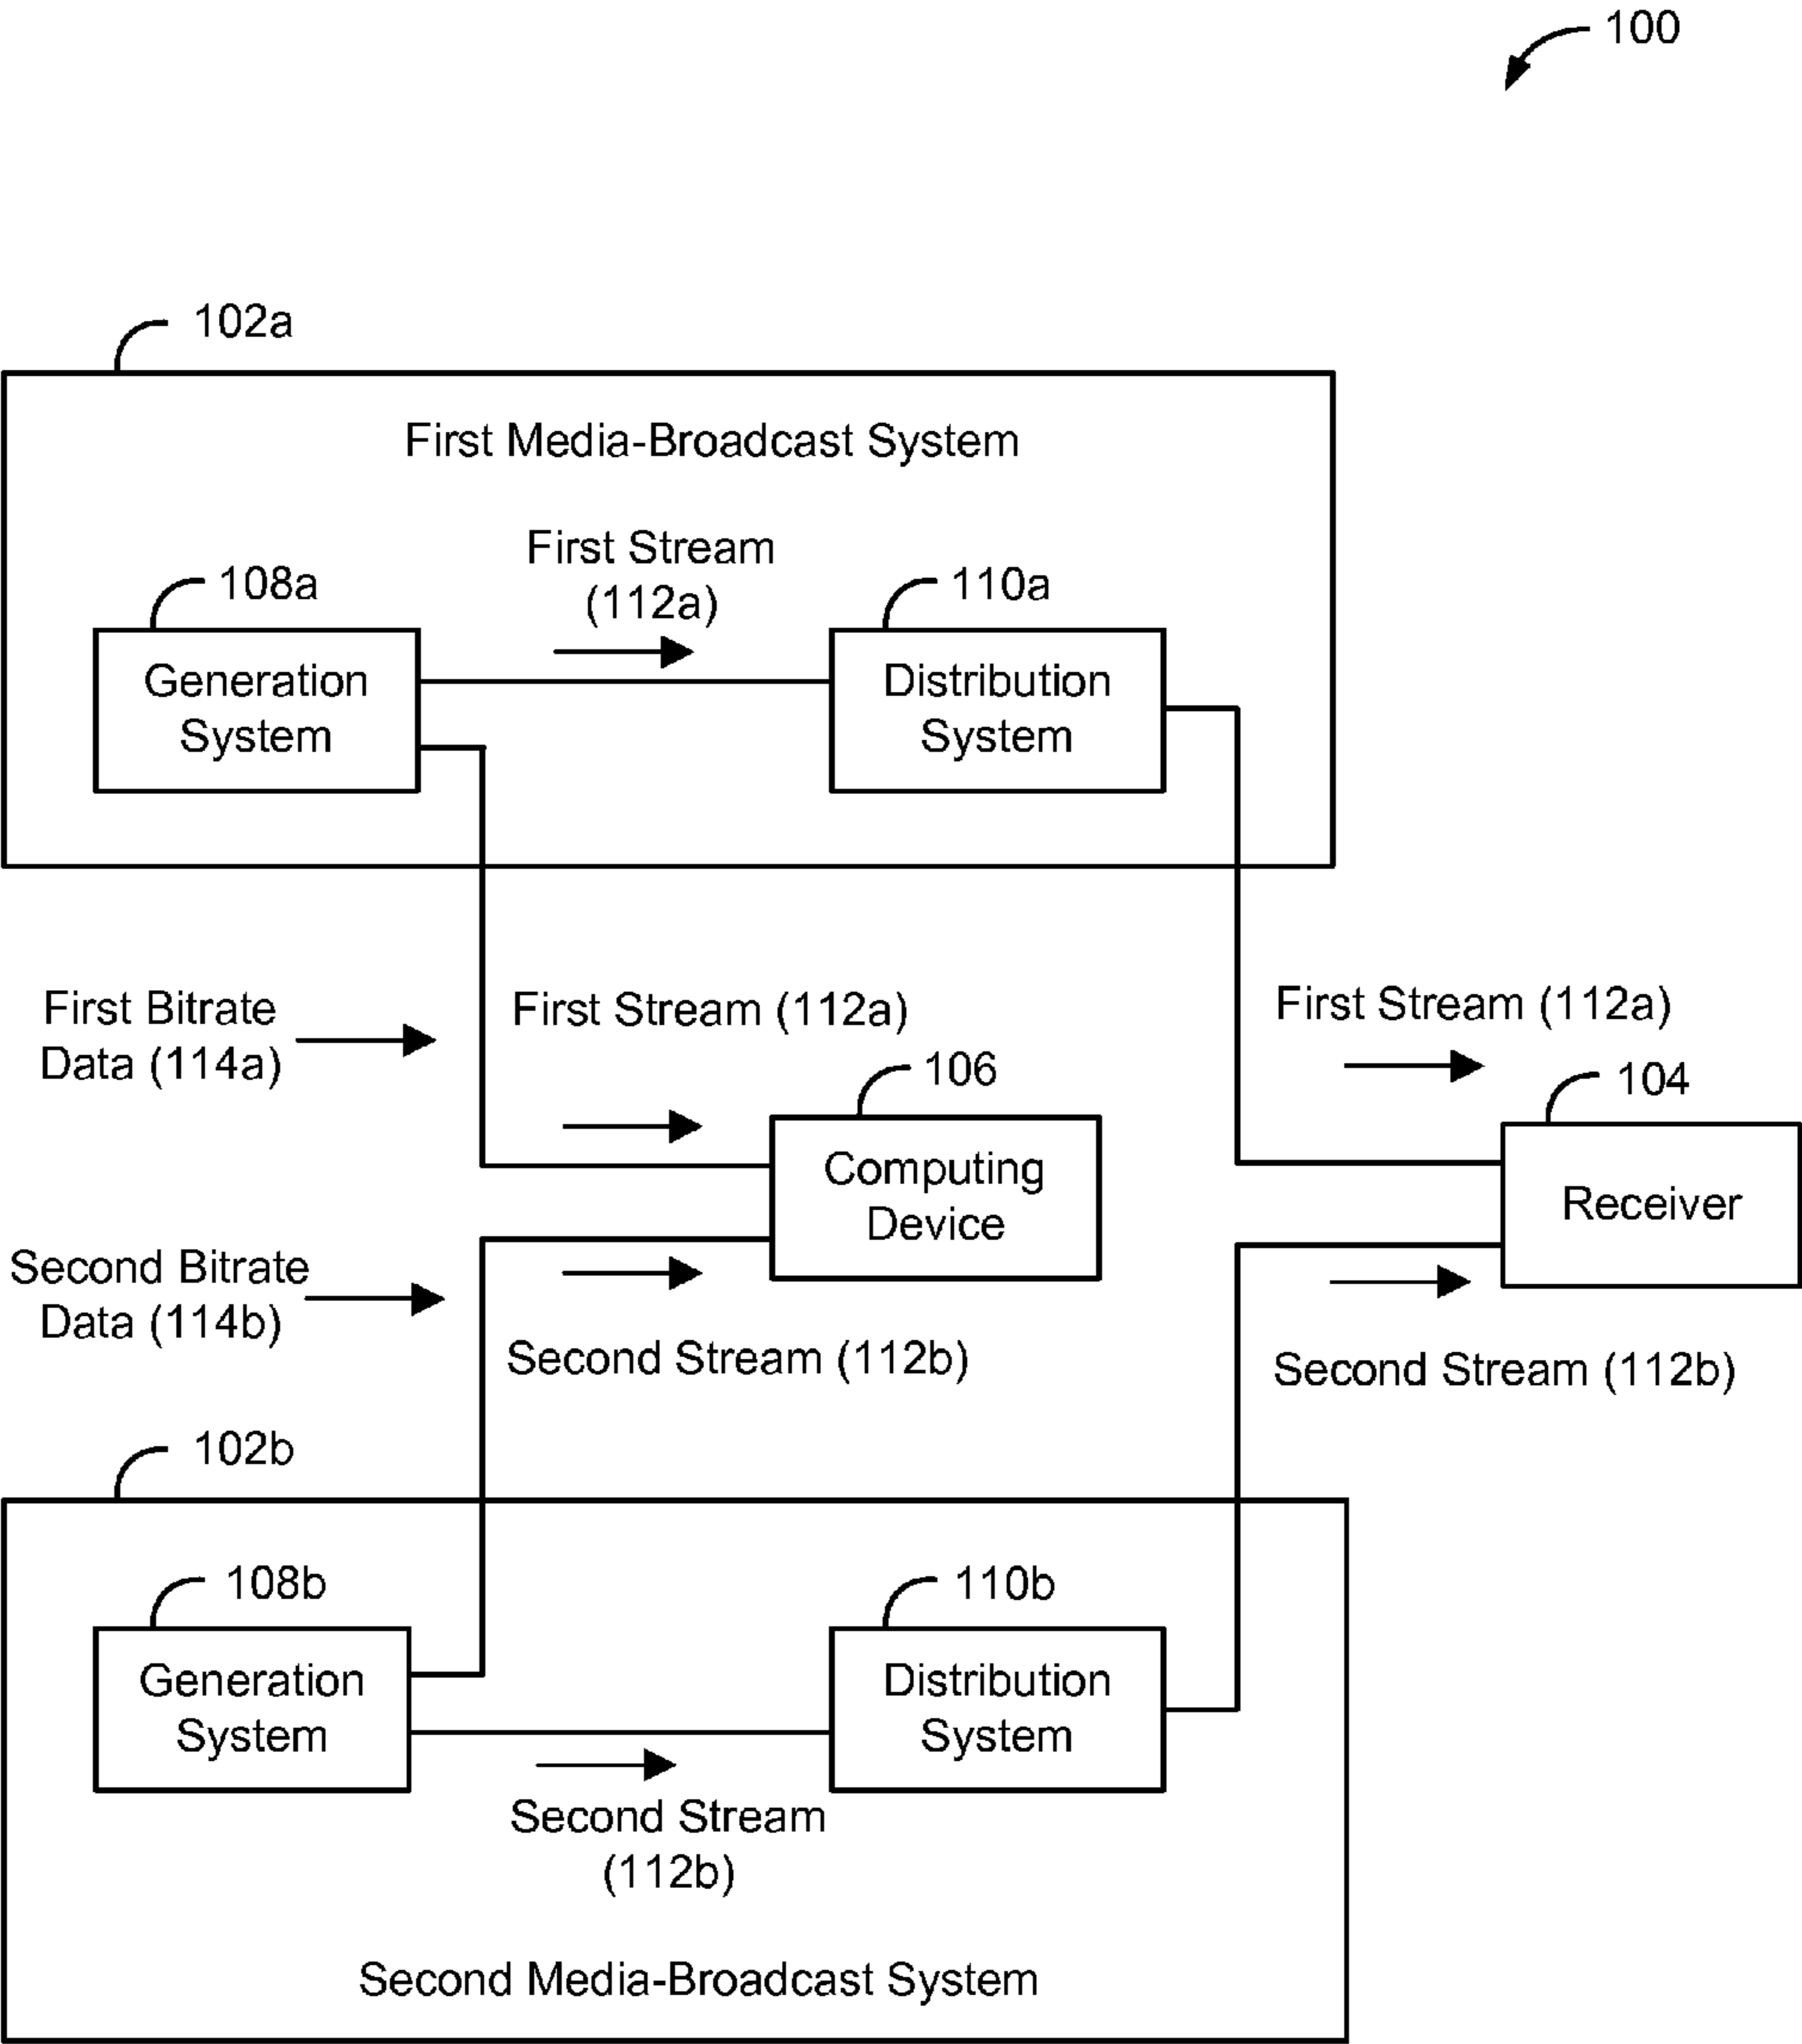 100
102a
First Media-Broadcast System
First Stream
(112a)
108a
110a
Generation
System
Distribution
System
First Bitrate
Data (114a)
First Stream (112a)
First Stream (112a)
106
104
Computing
Device
Receiver
Second Bitrate
Data (114b)
Second Stream (112b)
Second Stream (112b)
102b
108b
110b
Generation
System
Distribution
System
Second Stream
(112b)
Second Media-Broadcast System